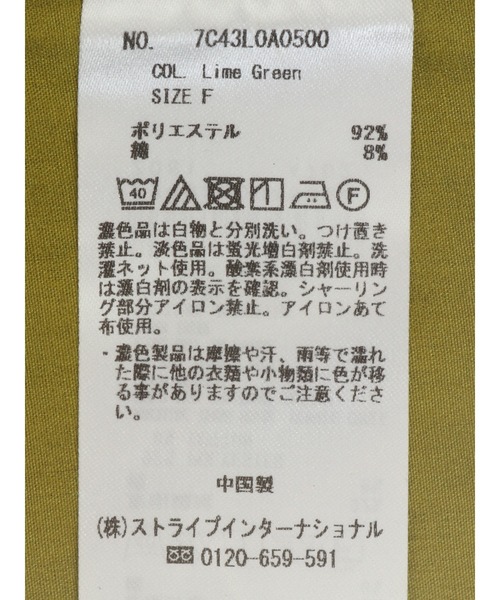 NO. 7C43L0A0500
COL. Lime Green
SIZE F
ポリエステル 92%
綿 8%
40 F
濃色品は白物と分別洗い。つけ置き
禁止。淡色品は蛍光増白剤禁止。洗
濯ネット使用。酸素系漂白剤使用時
は漂白剤の表示を確認。シャーリン
グ部分アイロン禁止。アイロンあて
布使用。
・濃色製品は摩擦や汗、雨等で濡れ
た際に他の衣類や小物類に色が移
る事がありますのでご注意くださ
い。
中国製
(株)ストライプインターナショナル
0120-659-591